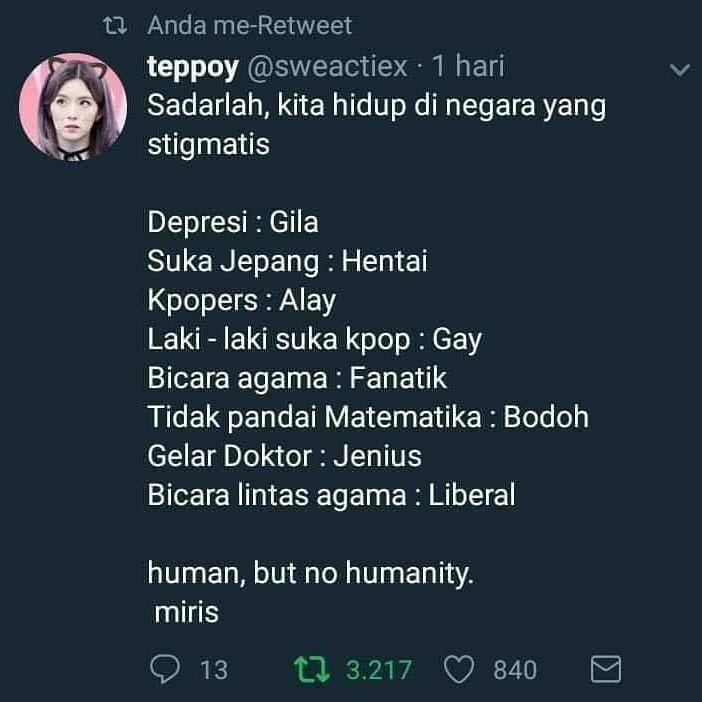 Anda me-Retweet
teppoy @sweactiex · 1 hari
Sadarlah, kita hidup di negara yang
stigmatis
Depresi : Gila
Suka Jepang : Hentai
Kpopers : Alay
Laki - laki suka kpop : Gay
Bicara agama : Fanatik
Tidak pandai Matematika : Bodoh
Gelar Doktor : Jenius
Bicara lintas agama : Liberal
human, but no humanity.
miris
13 3.217 840